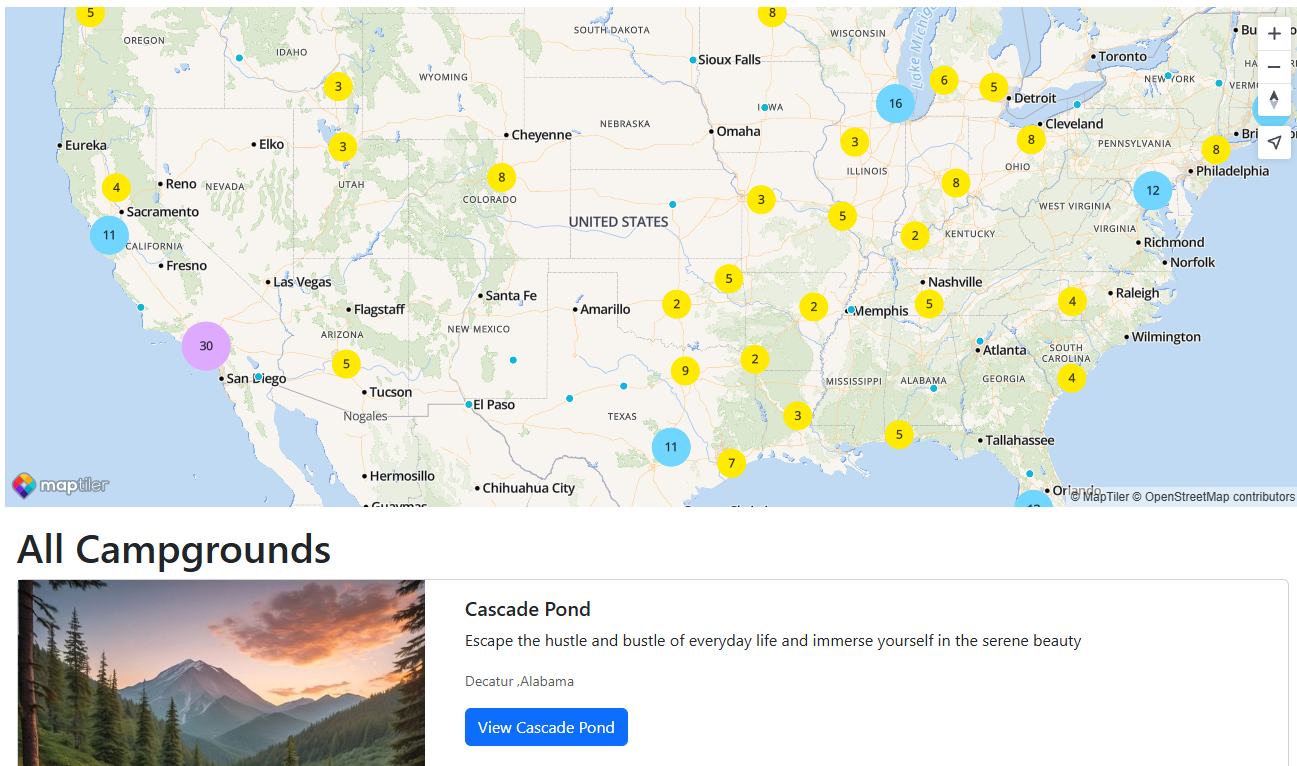 5
8
OREGON
IDAHO
SOUTH DAKOTA
WISCONSIN
Lake Michig
Toronto
Sioux Falls
WYOMING
3
6
5
NEW YORK
VERM
16
IOWA
Detroit
NEBRASKA
Cleveland
Cheyenne
Omaha
Eureka
Elko
3
3
8
PENNSYLVANIA
8
ILLINOIS
OHIO
Philadelphia
4
Reno
NEVADA
UTAH
8
COLORADO
3
8
12
Sacramento
UNITED STATES
5
WEST VIRGINIA
11
CALIFORNIA
2
KENTUCKY
VIRGINIA
Richmond
Fresno
Norfolk
Las Vegas
5
Nashville
Santa Fe
Raleigh
Flagstaff
Amarillo
2
2
Memphis
5
4
NEW MEXICO
ARIZONA
Wilmington
30
Atlanta
SOUTH
CAROLINA
5
9
2
San Diego
MISSISSIPPI
ALABAMA
GEORGIA
4
Tucson
El Paso
Nogales
TEXAS
3
11
5
Tallahassee
7
Hermosillo
maptiler
Chihuahua City
Orlando
© MapTiler © OpenStreetMap contributors
Guaymas
All Campgrounds
Cascade Pond
Escape the hustle and bustle of everyday life and immerse yourself in the serene beauty
Decatur ,Alabama
View Cascade Pond